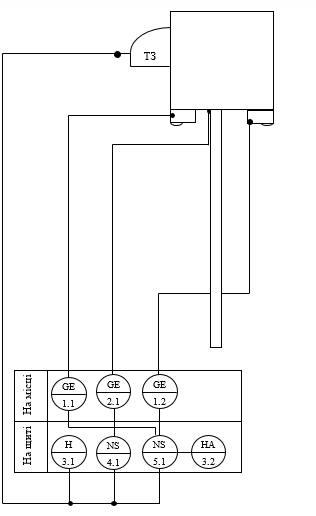 ТЗ
На місці
GE
1.1
GE
2.1
GE
1.2
На щиті
H
3.1
NS
4.1
NS
5.1
HA
3.2